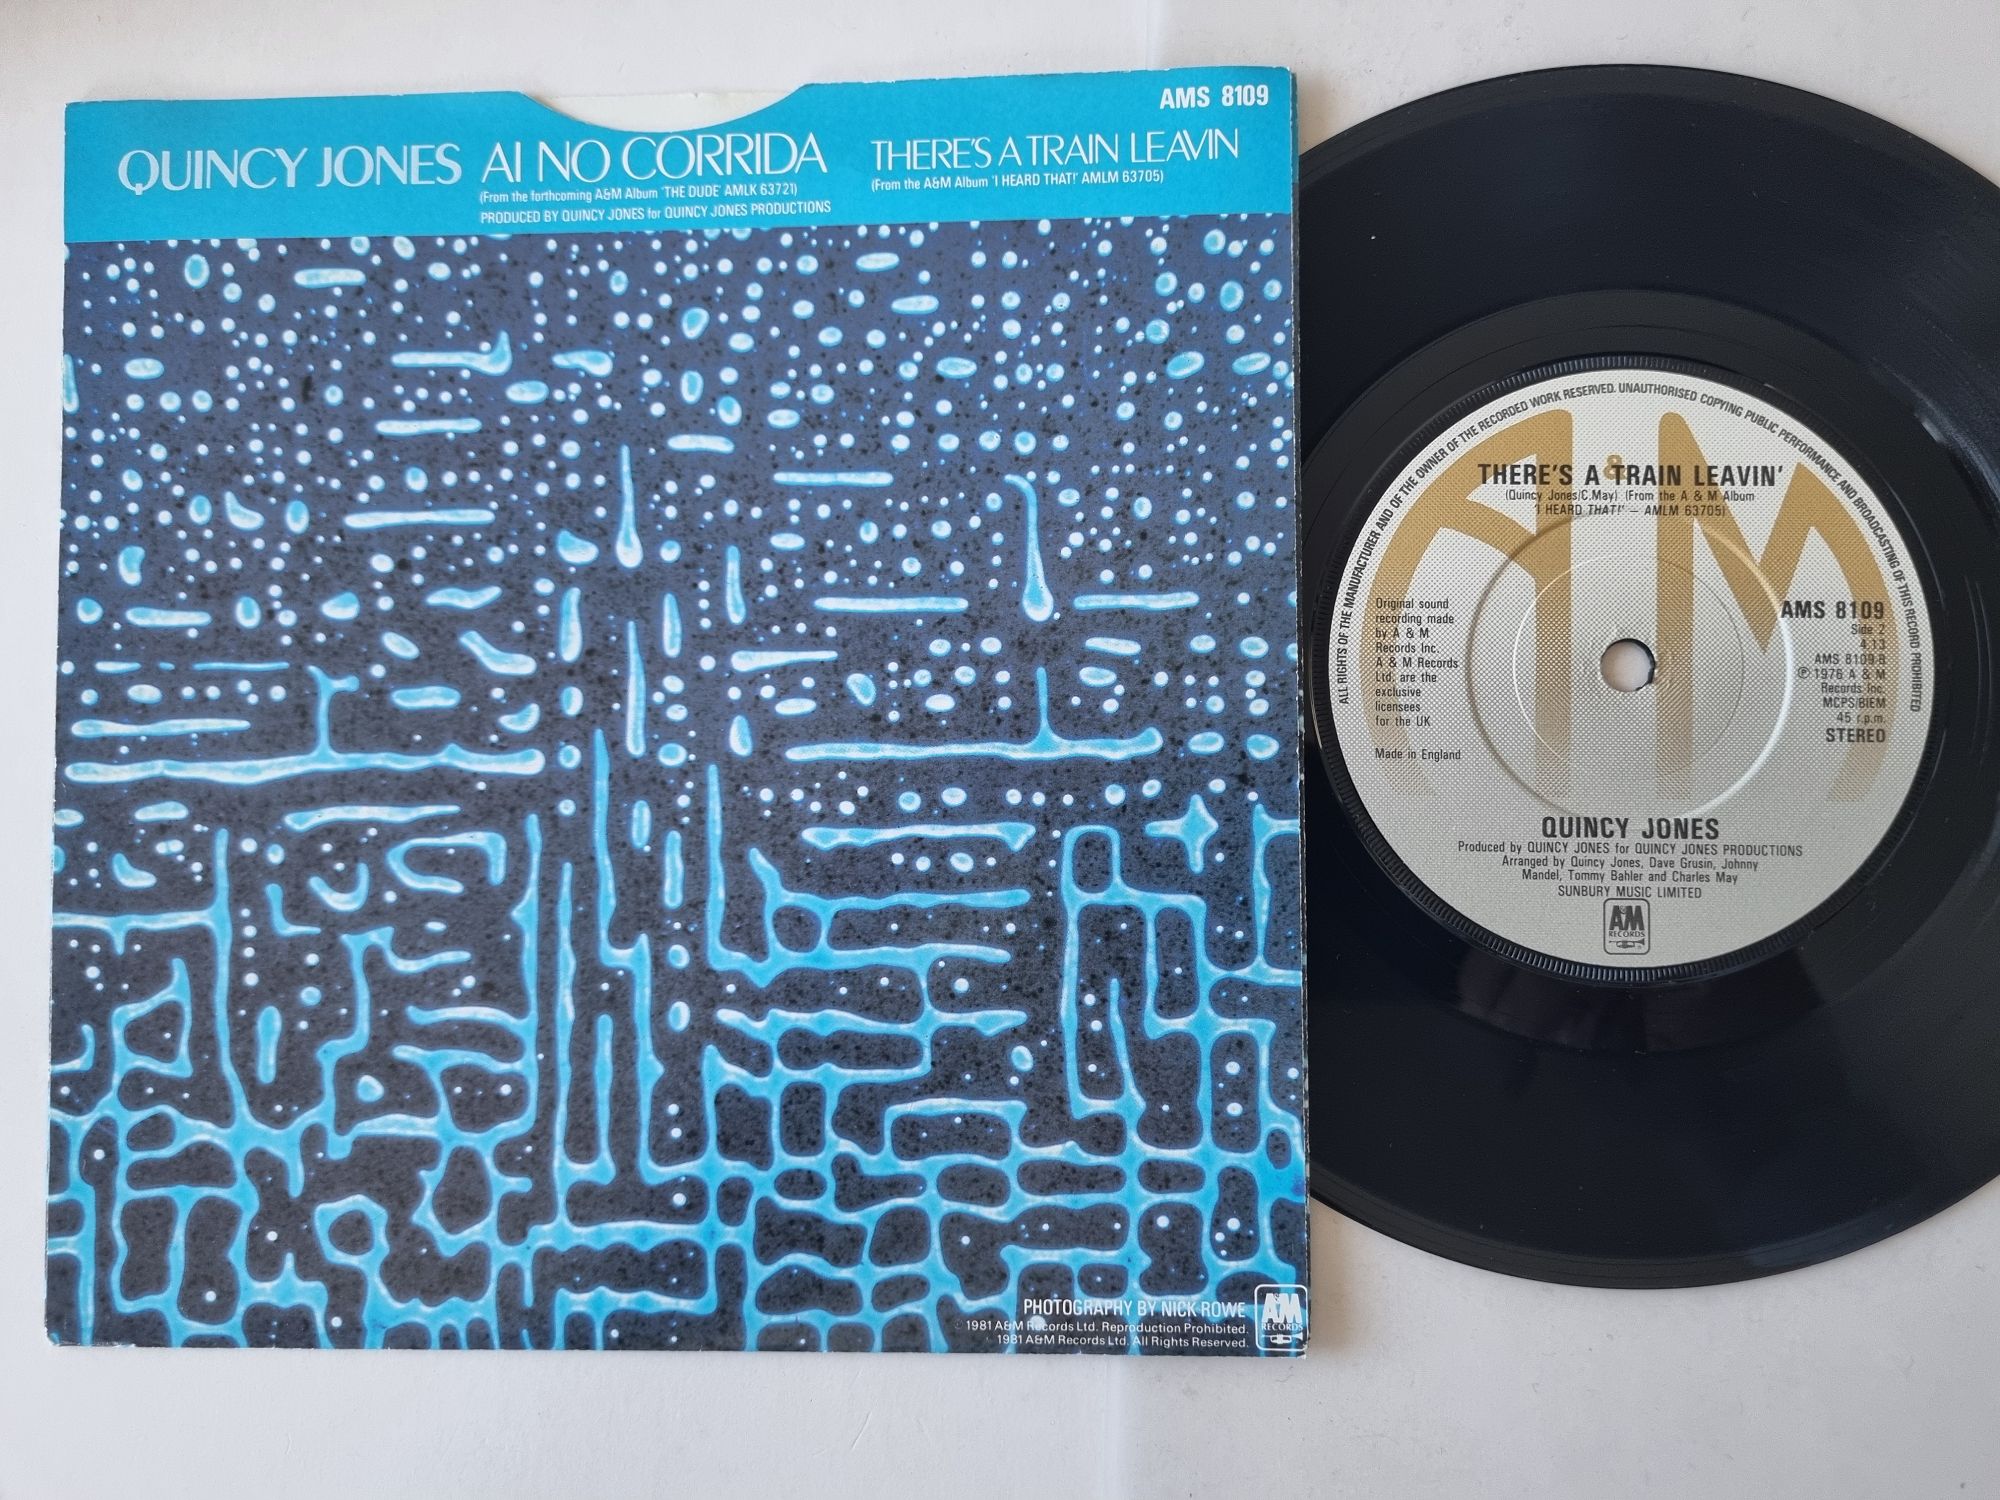 AMS 8109
QUINCY JONES AI NO CORRIDA
(From the forthcoming A&M Album 'THE DUDE' AMLK 63721)
PRODUCED BY QUINCY JONES for QUINCY JONES PRODUCTIONS
THERE'S A TRAIN LEAVIN
(From the A&M Album 'I HEARD THAT!' AMLM 63705)
PHOTOGRAPHY BY NICK ROWE
1981 A&M Records Ltd. Reproduction Prohibited.
1981 A&M Records Ltd. All Rights Reserved.
A&M
RECORDS
ALL RIGHTS OF THE MANUFACTURER AND OF THE OWNER OF THE RECORDED WORK RESERVED. UNAUTHORISED COPYING PUBLIC PERFORMANCE AND BROADCASTING OF THIS RECORD PROHIBITED
A&M
THERE'S A TRAIN LEAVIN'
(Quincy Jones/C.May) (From the A & M Album
'I HEARD THAT!' – AMLM 63705)
Original sound
recording made
by A & M
Records Inc.
A & M Records
Ltd. are the
exclusive
licensees
for the UK
Made in England
AMS 8109
Side 2
4.13
AMS 8109-B
℗ 1976 A & M
Records Inc.
MCPS/BIEM
45 r.p.m.
STEREO
QUINCY JONES
Produced by QUINCY JONES for QUINCY JONES PRODUCTIONS
Arranged by Quincy Jones, Dave Grusin, Johnny
Mandel, Tommy Bahler and Charles May
SUNBURY MUSIC LIMITED
A&M
RECORDS